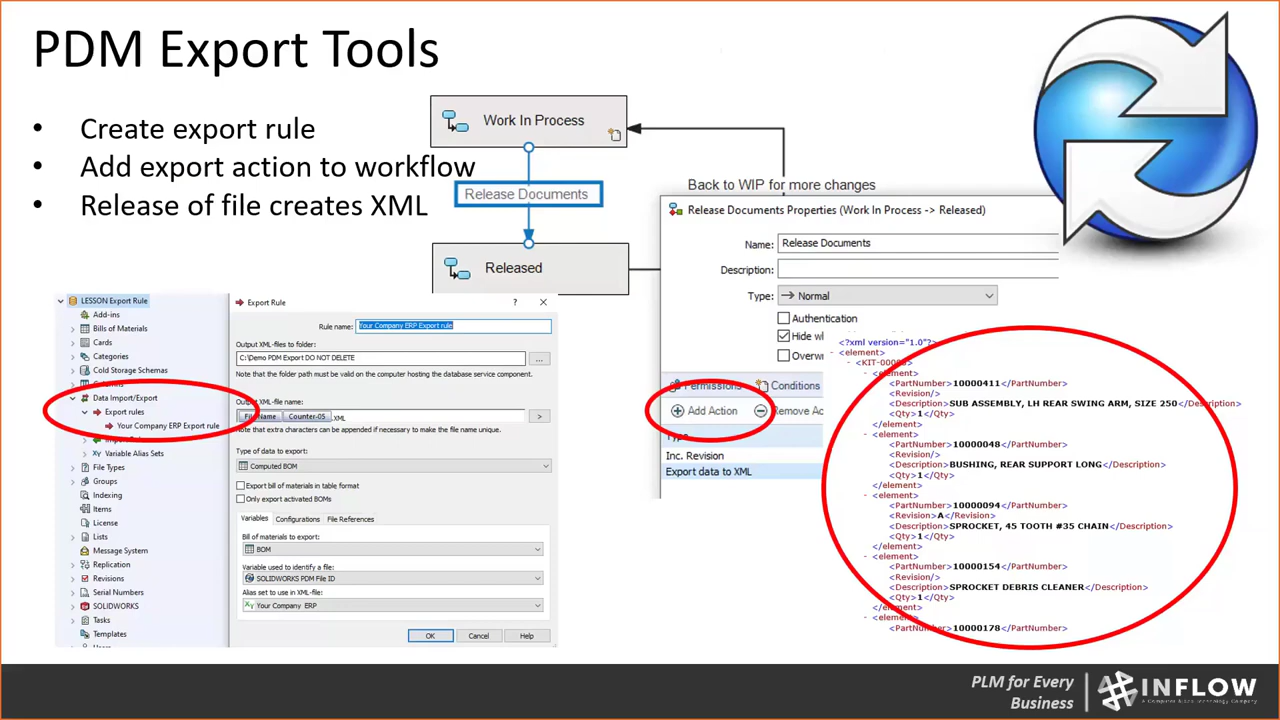 PDM Export Tools
• Create export rule
• Add export action to workflow
• Release of file creates XML
Work In Process
Release Documents
Released
Back to WIP for more changes
Release Documents Properties (Work In Process -> Released)
Name: Release Documents
Description:
Type: Normal
Authentication
Hide w
Overw
Permissions
Conditions
Add Action
Remove Ac
Type
Inc. Revision
Export data to XML
LESSON Export Rule
Add-ins
Bills of Materials
Cards
Categories
Cold Storage Schemas
Columns
Data Import/Export
Export rules
Your Company ERP Export rule
Variable Alias Sets
File Types
Groups
Indexing
Items
License
Lists
Message System
Replication
Revisions
Serial Numbers
SOLIDWORKS
Tasks
Templates
Export Rule
Rule name: Your Company ERP Export rule
Output XML-files to folder:
C:\Demo PDM Export DO NOT DELETE
...
Note that the folder path must be valid on the computer hosting the database service component.
Output XML-file name:
File Name Counter-05 .XML
>
Note that extra characters can be appended if necessary to make the file name unique.
Type of data to export:
Computed BOM
Export bill of materials in table format
Only export activated BOMs
Variables Configurations File References
Bill of materials to export:
BOM
Variable used to identify a file:
SOLIDWORKS PDM File ID
Alias set to use in XML-file:
Your Company ERP
OK Cancel Help
<?xml version="1.0"?>
- <element>
- <KIT-000
- <element>
<PartNumber>10000411</PartNumber>
<Revision/>
<Description>SUB ASSEMBLY, LH REAR SWING ARM, SIZE 250</Description>
<Qty>1</Qty>
</element>
- <element>
<PartNumber>10000048</PartNumber>
<Revision/>
<Description>BUSHING, REAR SUPPORT LONG</Description>
<Qty>1</Qty>
</element>
- <element>
<PartNumber>10000094</PartNumber>
<Revision>A</Revision>
<Description>SPROCKET, 45 TOOTH #35 CHAIN</Description>
<Qty>1</Qty>
</element>
- <element>
<PartNumber>10000154</PartNumber>
<Revision/>
<Description>SPROCKET DEBRIS CLEANER</Description>
<Qty>1</Qty>
</element>
- <element>
<PartNumber>10000178</PartNumber>
PLM for Every
Business
INFLOW